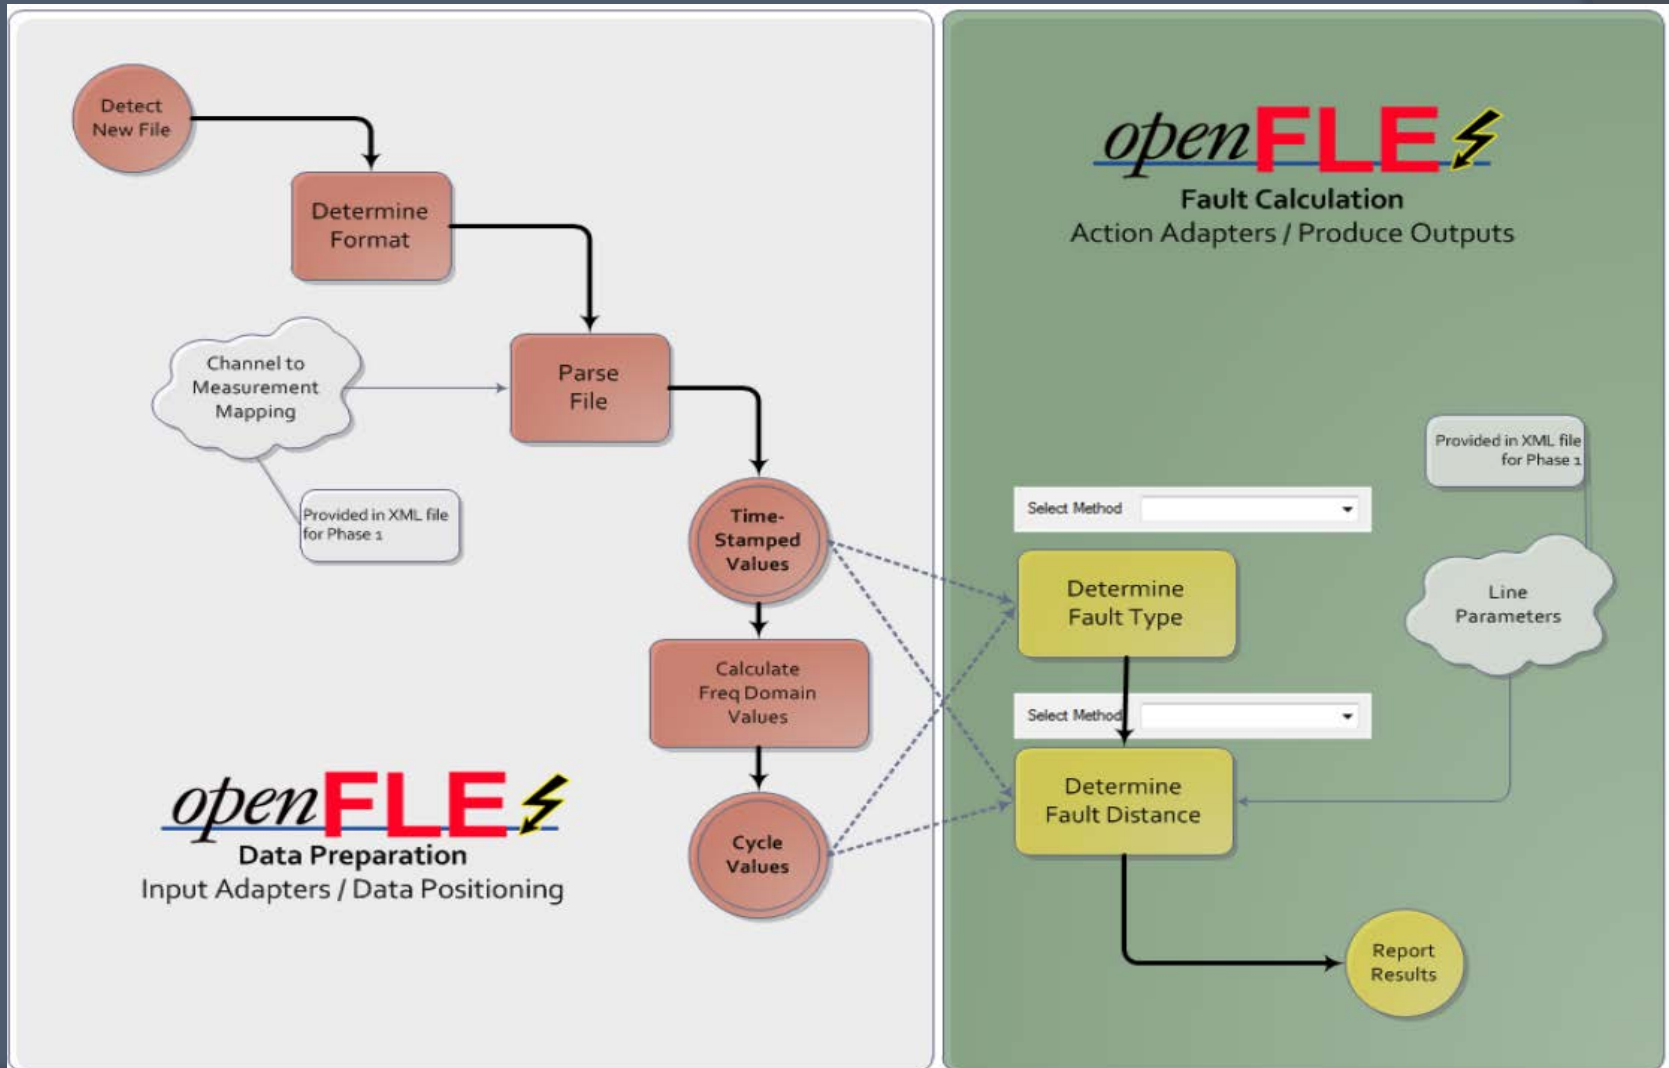 Detect
New File
Determine
Format
Channel to
Measurement
Mapping
Parse
File
Provided in XML file
for Phase 1
Time-
Stamped
Values
Calculate
Freq Domain
Values
Cycle
Values
openFLE
Data Preparation
Input Adapters / Data Positioning
openFLE
Fault Calculation
Action Adapters / Produce Outputs
Provided in XML file
for Phase 1
Select Method
Determine
Fault Type
Line
Parameters
Select Method
Determine
Fault Distance
Report
Results